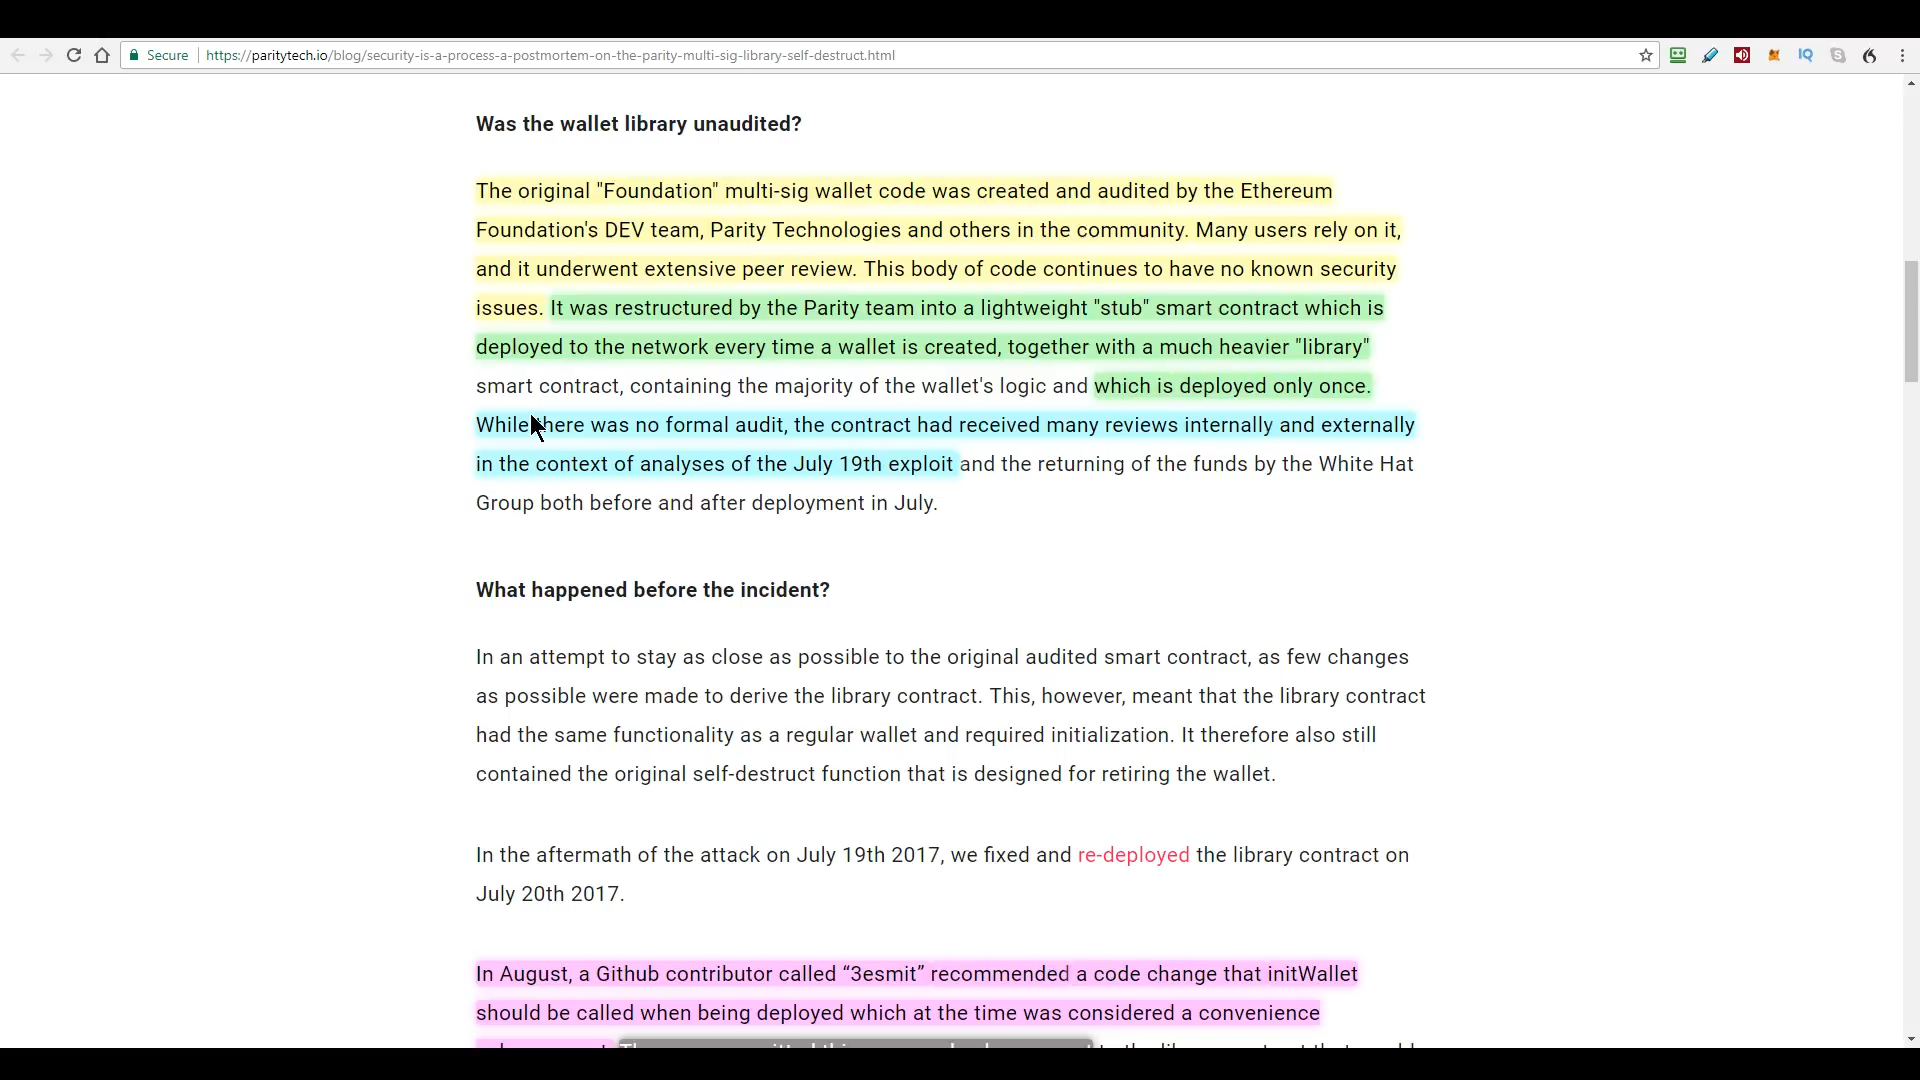 Secure https://paritytech.io/blog/security-is-a-process-a-postmortem-on-the-parity-multi-sig-library-self-destruct.html
IQ
Was the wallet library unaudited?
The original "Foundation" multi-sig wallet code was created and audited by the Ethereum
Foundation's DEV team, Parity Technologies and others in the community. Many users rely on it,
and it underwent extensive peer review. This body of code continues to have no known security
issues. It was restructured by the Parity team into a lightweight "stub" smart contract which is
deployed to the network every time a wallet is created, together with a much heavier "library"
smart contract, containing the majority of the wallet's logic and which is deployed only once.
While there was no formal audit, the contract had received many reviews internally and externally
in the context of analyses of the July 19th exploit and the returning of the funds by the White Hat
Group both before and after deployment in July.
What happened before the incident?
In an attempt to stay as close as possible to the original audited smart contract, as few changes
as possible were made to derive the library contract. This, however, meant that the library contract
had the same functionality as a regular wallet and required initialization. It therefore also still
contained the original self-destruct function that is designed for retiring the wallet.
In the aftermath of the attack on July 19th 2017, we fixed and re-deployed the library contract on
July 20th 2017.
In August, a Github contributor called “3esmit” recommended a code change that initWallet
should be called when being deployed which at the time was considered a convenience